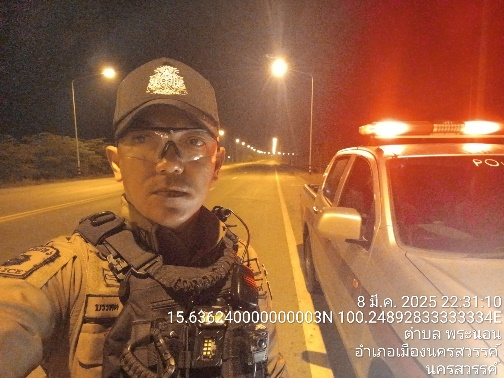 PO
8 มี.ค. 2025 22:31:10
15.636240000000003N 100.24892833333334E
ตำบล พระนอน
อำเภอเมืองนครสวรรค์
นครสวรรค์